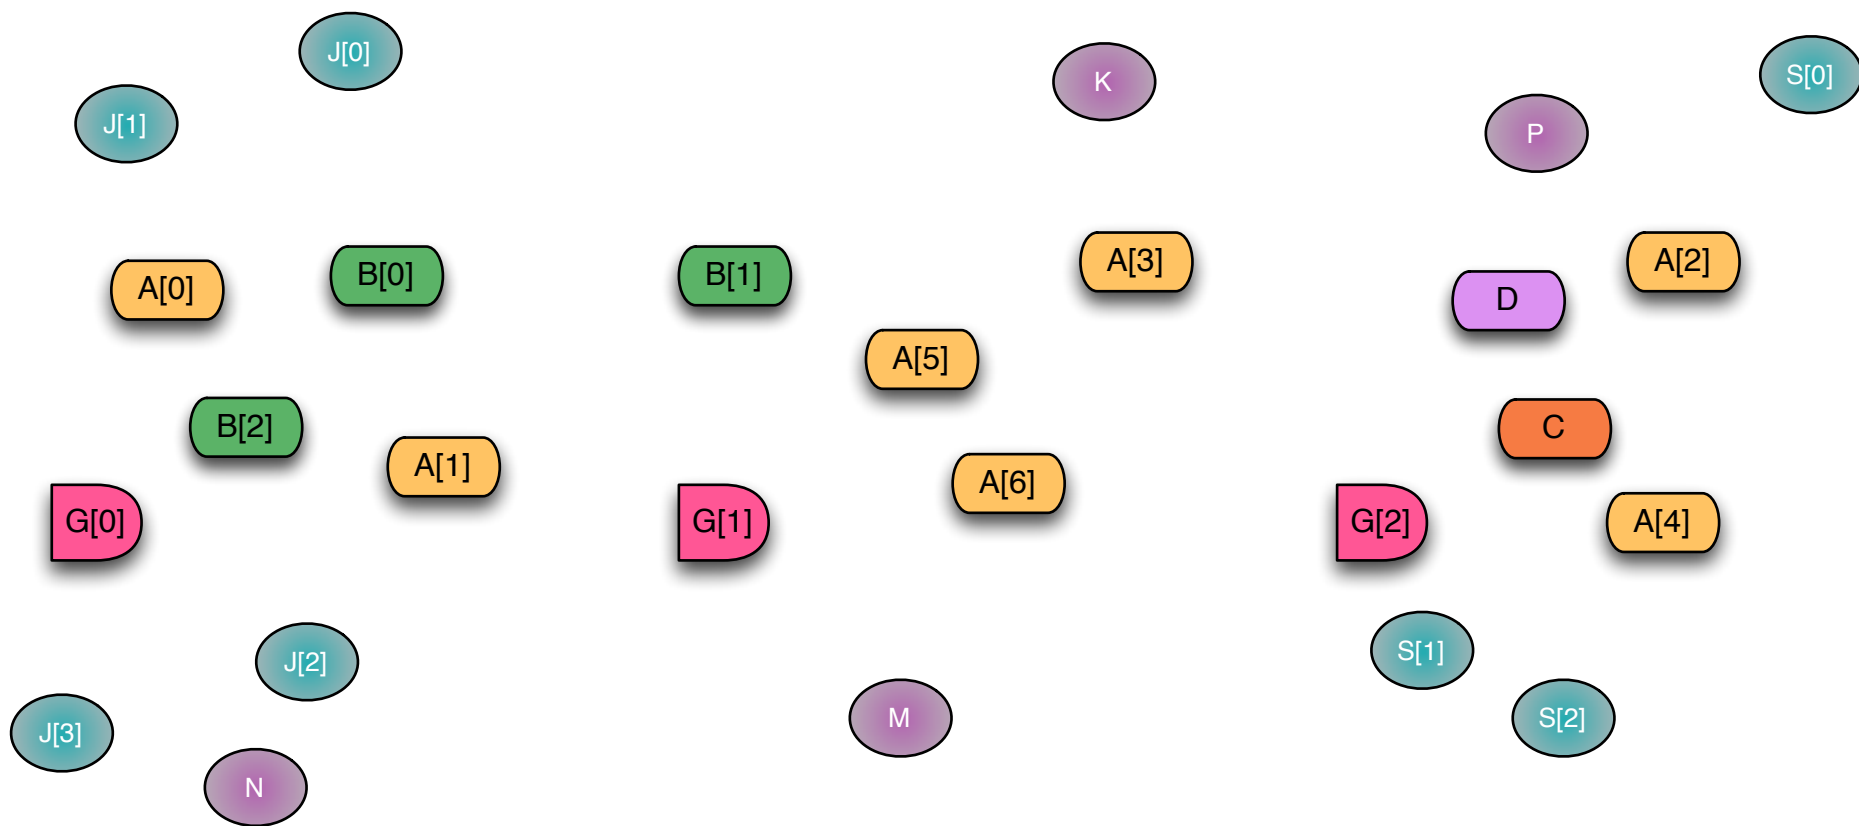 J[0]
K
S[0]
J[1]
P
A[0]
B[0]
B[1]
A[3]
A[2]
D
A[5]
B[2]
A[1]
A[6]
C
G[0]
G[1]
G[2]
A[4]
J[2]
S[1]
J[3]
M
S[2]
N